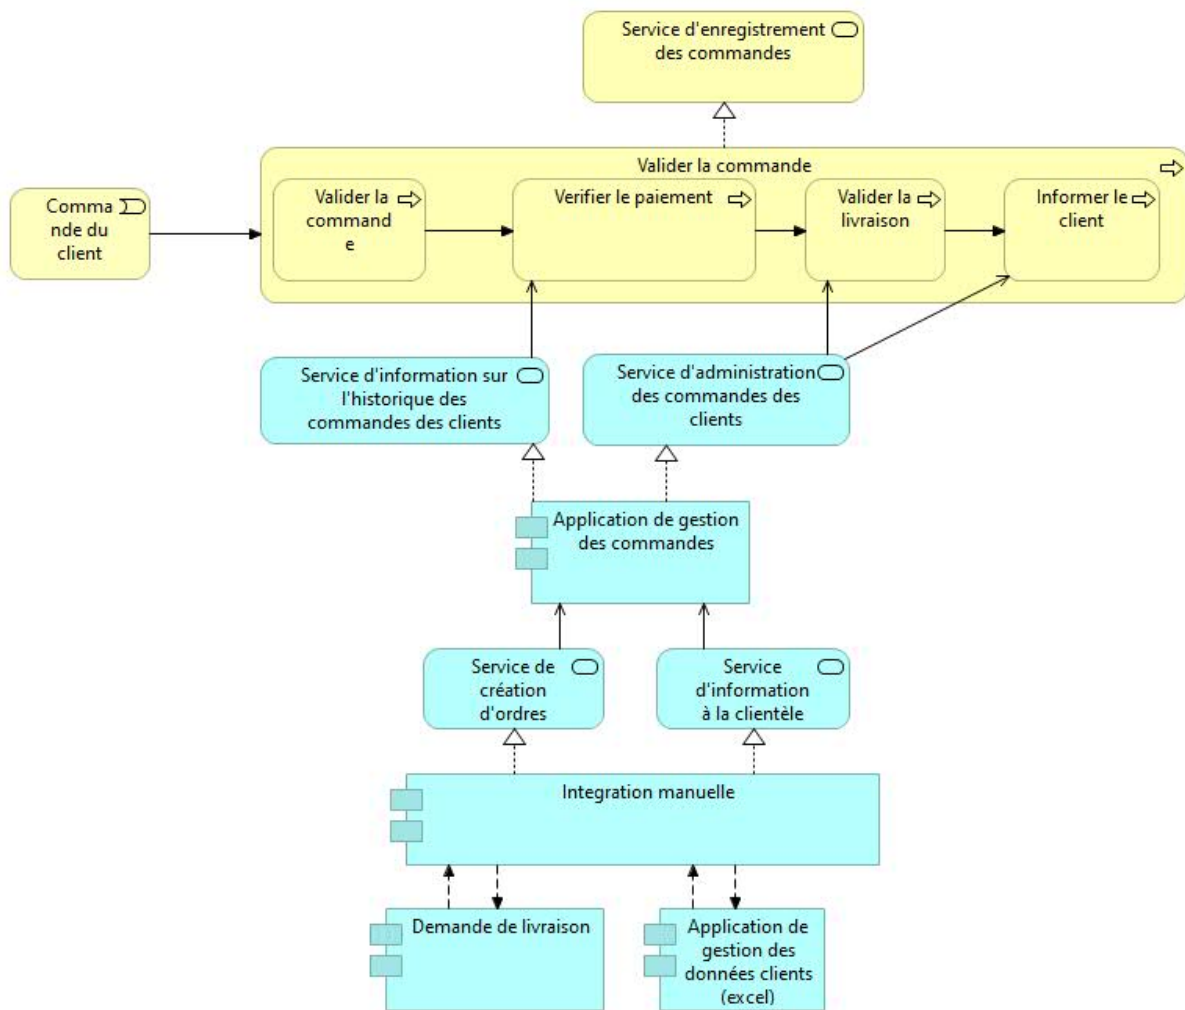 Service d'enregistrement
des commandes
Valider la commande
Comma
nde du
client
Valider la
command
e
Verifier le paiement
Valider la
livraison
Informer le
client
Service d'information sur
l'historique des
commandes des clients
Service d'administration
des commandes des
clients
Application de gestion
des commandes
Service de
création
d'ordres
Service
d'information
à la clientèle
Integration manuelle
Demande de livraison
Application de
gestion des
données clients
(excel)